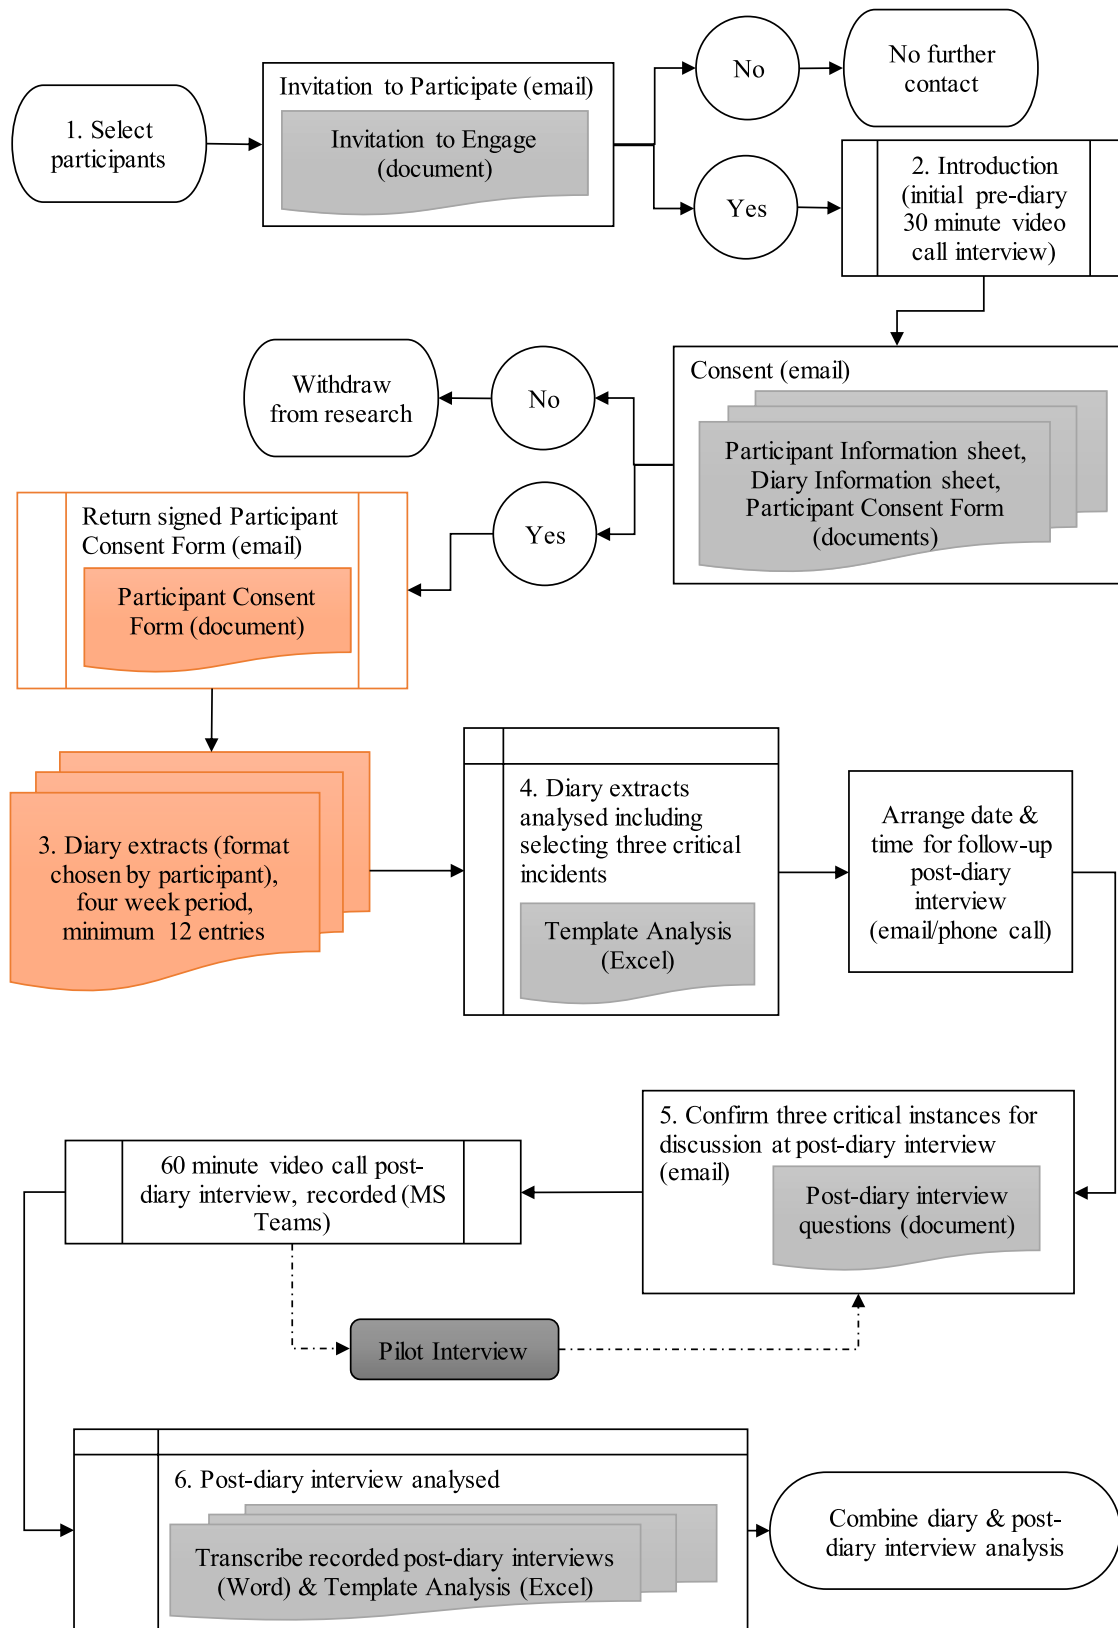 1. Select
participants
Invitation to Participate (email)
Invitation to Engage
(document)
No
No further
contact
Yes
2. Introduction
(initial pre-diary
30 minute video
call interview)
Consent (email)
Participant Information sheet,
Diary Information sheet,
Participant Consent Form
(documents)
No
Withdraw
from research
Yes
Return signed Participant
Consent Form (email)
Participant Consent
Form (document)
3. Diary extracts (format
chosen by participant),
four week period,
minimum 12 entries
4. Diary extracts
analysed including
selecting three critical
incidents
Template Analysis
(Excel)
Arrange date &
time for follow-up
post-diary
interview
(email/phone call)
5. Confirm three critical instances for
discussion at post-diary interview
(email)
Post-diary interview
questions (document)
60 minute video call post-
diary interview, recorded (MS
Teams)
Pilot Interview
6. Post-diary interview analysed
Transcribe recorded post-diary interviews
(Word) & Template Analysis (Excel)
Combine diary & post-
diary interview analysis